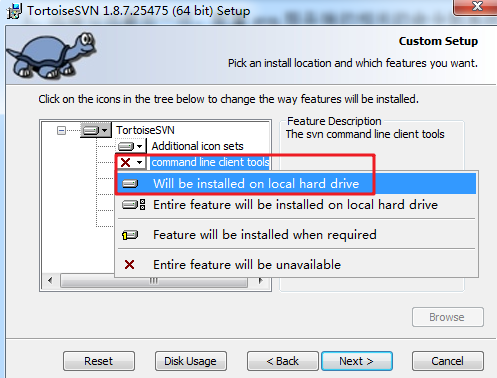 TortoiseSVN 1.8.7.25475 (64 bit) Setup
Custom Setup
Pick an install location and which features you want.
Click on the icons in the tree below to change the way features will be installed.
TortoiseSVN
Additional icon sets
command line client tools
Will be installed on local hard drive
Entire feature will be installed on local hard drive
Feature will be installed when required
Entire feature will be unavailable
Feature Description
The svn command line client tools
Browse
Reset
Disk Usage
< Back
Next >
Cancel